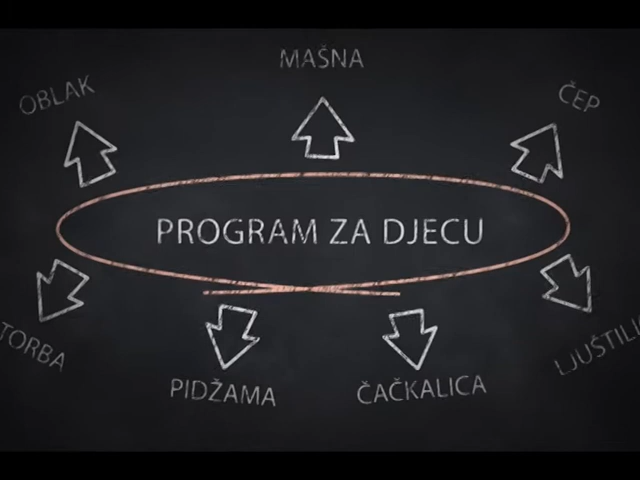 MAŠNA
OBLAK
ČEP
PROGRAM ZA DJECU
TORBA
PIDŽAMA
ČAČKALICA